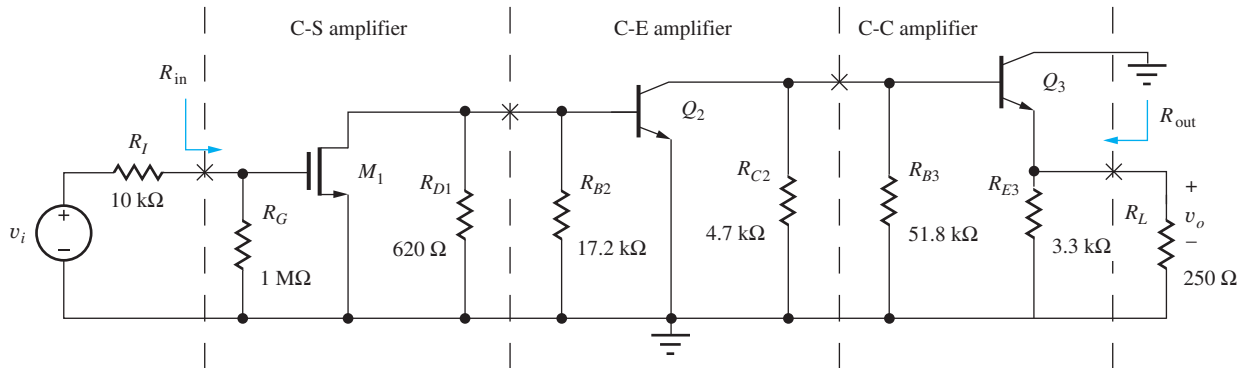 C-S amplifier
C-E amplifier
C-C amplifier
R_in
R_I
10 kΩ
v_i
+
−
R_G
1 MΩ
M_1
R_D1
620 Ω
R_B2
17.2 kΩ
Q_2
R_C2
4.7 kΩ
R_B3
51.8 kΩ
Q_3
R_E3
3.3 kΩ
R_out
R_L
250 Ω
+
v_o
−